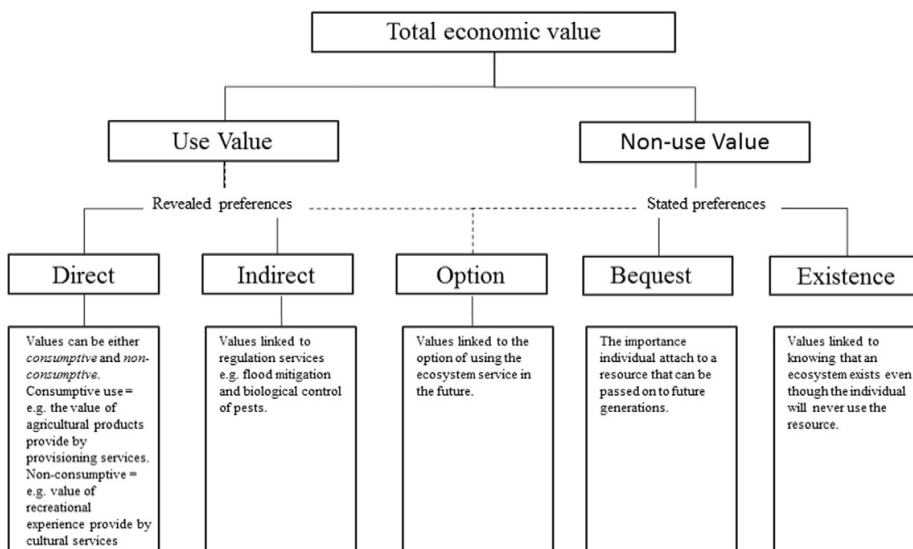 Total economic value
Use Value
Non-use Value
Revealed preferences
Stated preferences
Direct
Indirect
Option
Bequest
Existence
Values can be either
consumptive and non-
consumptive.
Consumptive use =
e.g. the value of
agricultural products
provide by
provisioning services.
Non-consumptive =
e.g. value of
recreational
experience provide by
cultural services
Values linked to
regulation services
e.g. flood mitigation
and biological control
of pests.
Values linked to the
option of using the
ecosystem service in
the future.
The importance
individual attach to a
resource that can be
passed on to future
generations.
Values linked to
knowing that an
ecosystem exists even
though the individual
will never use the
resource.